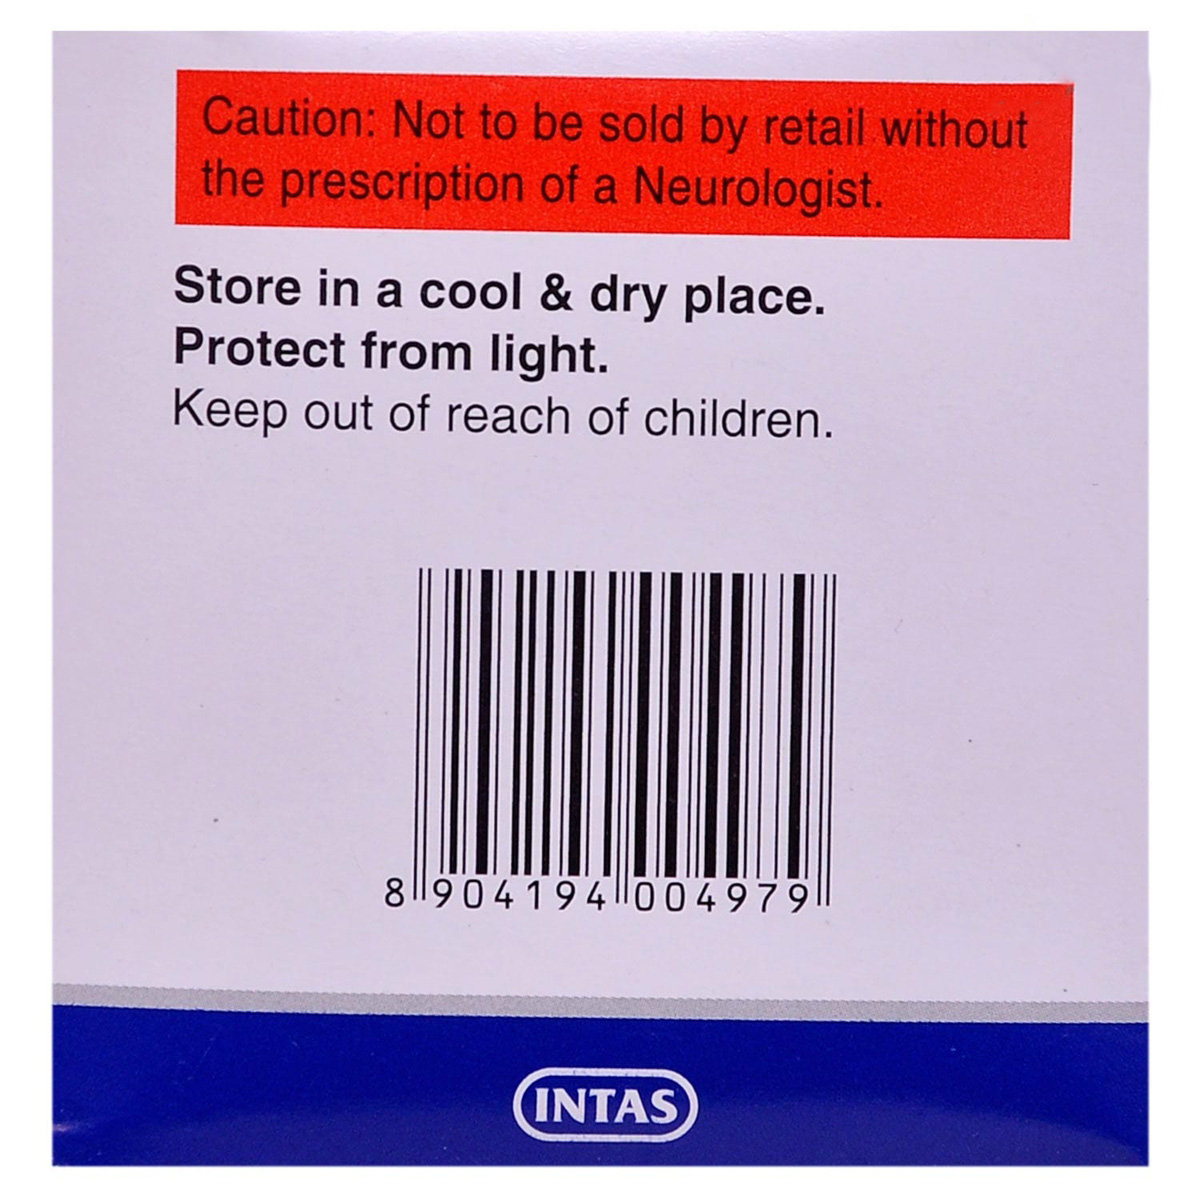 Caution: Not to be sold by retail without
the prescription of a Neurologist.
Store in a cool & dry place.
Protect from light.
Keep out of reach of children.
8 904194 004979
INTAS